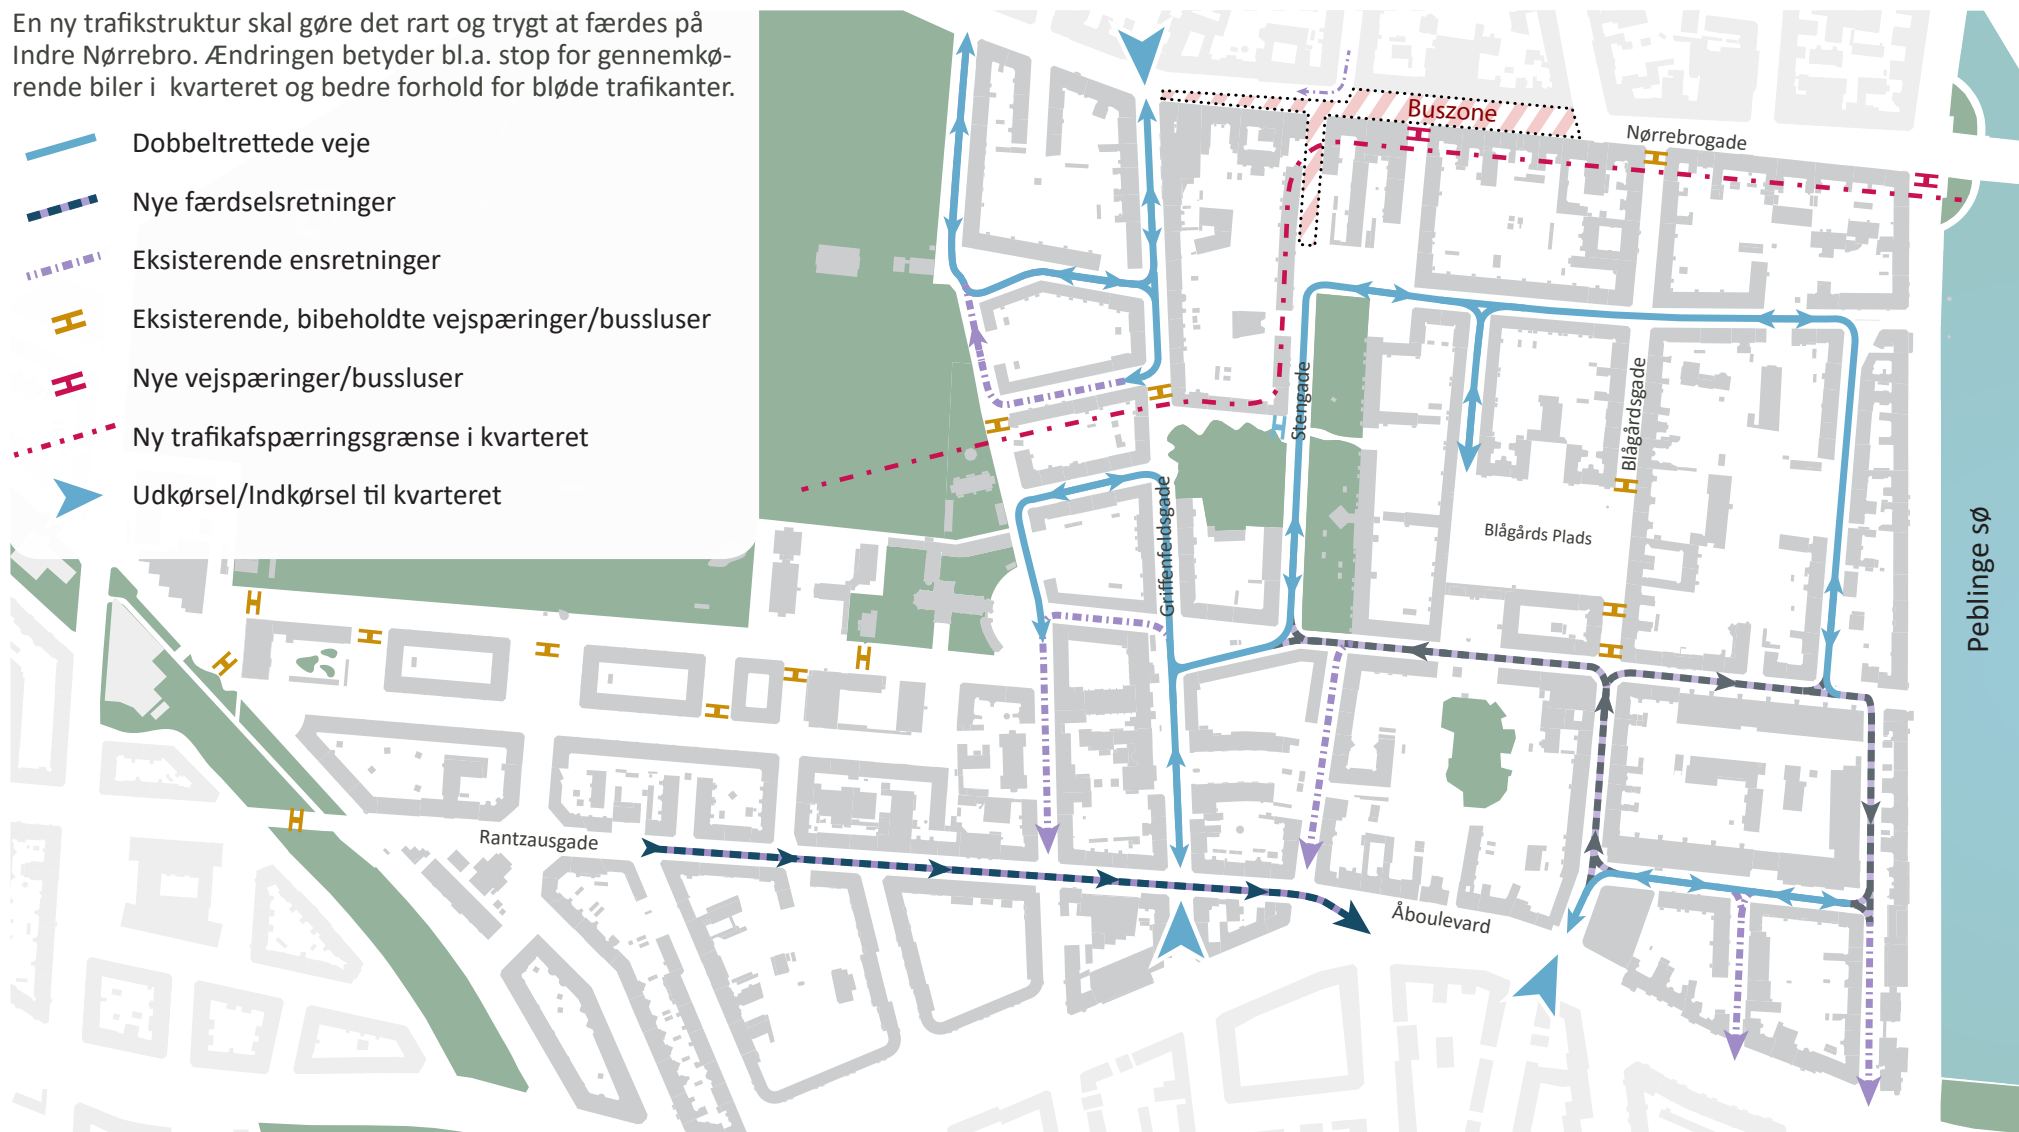 En ny trafikstruktur skal gøre det rart og trygt at færdes på
Indre Nørrebro. Ændringen betyder bl.a. stop for gennemkø-
rende biler i kvarteret og bedre forhold for bløde trafikanter.
Dobbeltrettede veje
Nye færdselsretninger
Eksisterende ensretninger
Eksisterende, bibeholdte vejspæringer/bussluser
Nye vejspæringer/bussluser
Ny trafikafspærringsgrænse i kvarteret
Udkørsel/Indkørsel til kvarteret
Buszone
Nørrebrogade
Stengade
Blågårdsgade
Griffenfeldsgade
Blågårds Plads
Peblinge sø
Rantzausgade
Åboulevard